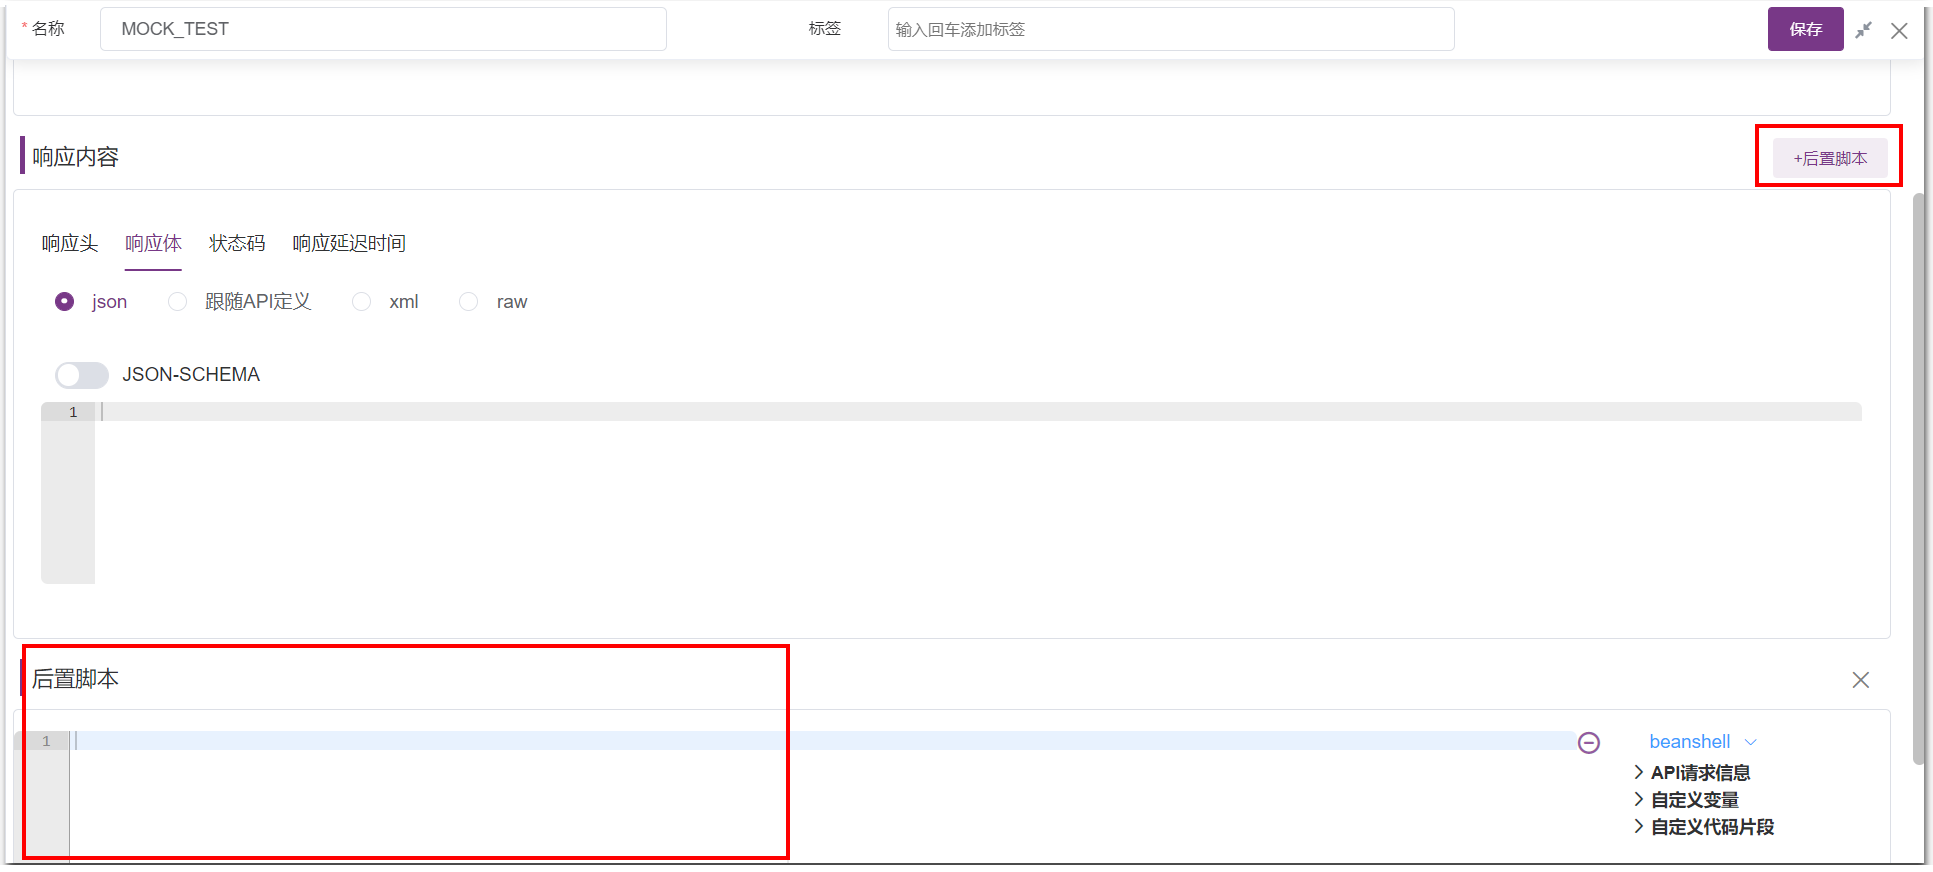 * 名称 MOCK_TEST 标签 输入回车添加标签 保存
响应内容 +后置脚本
响应头 响应体 状态码 响应延迟时间
json 跟随API定义 xml raw
JSON-SCHEMA
1
后置脚本
1 beanshell
API请求信息
自定义变量
自定义代码片段